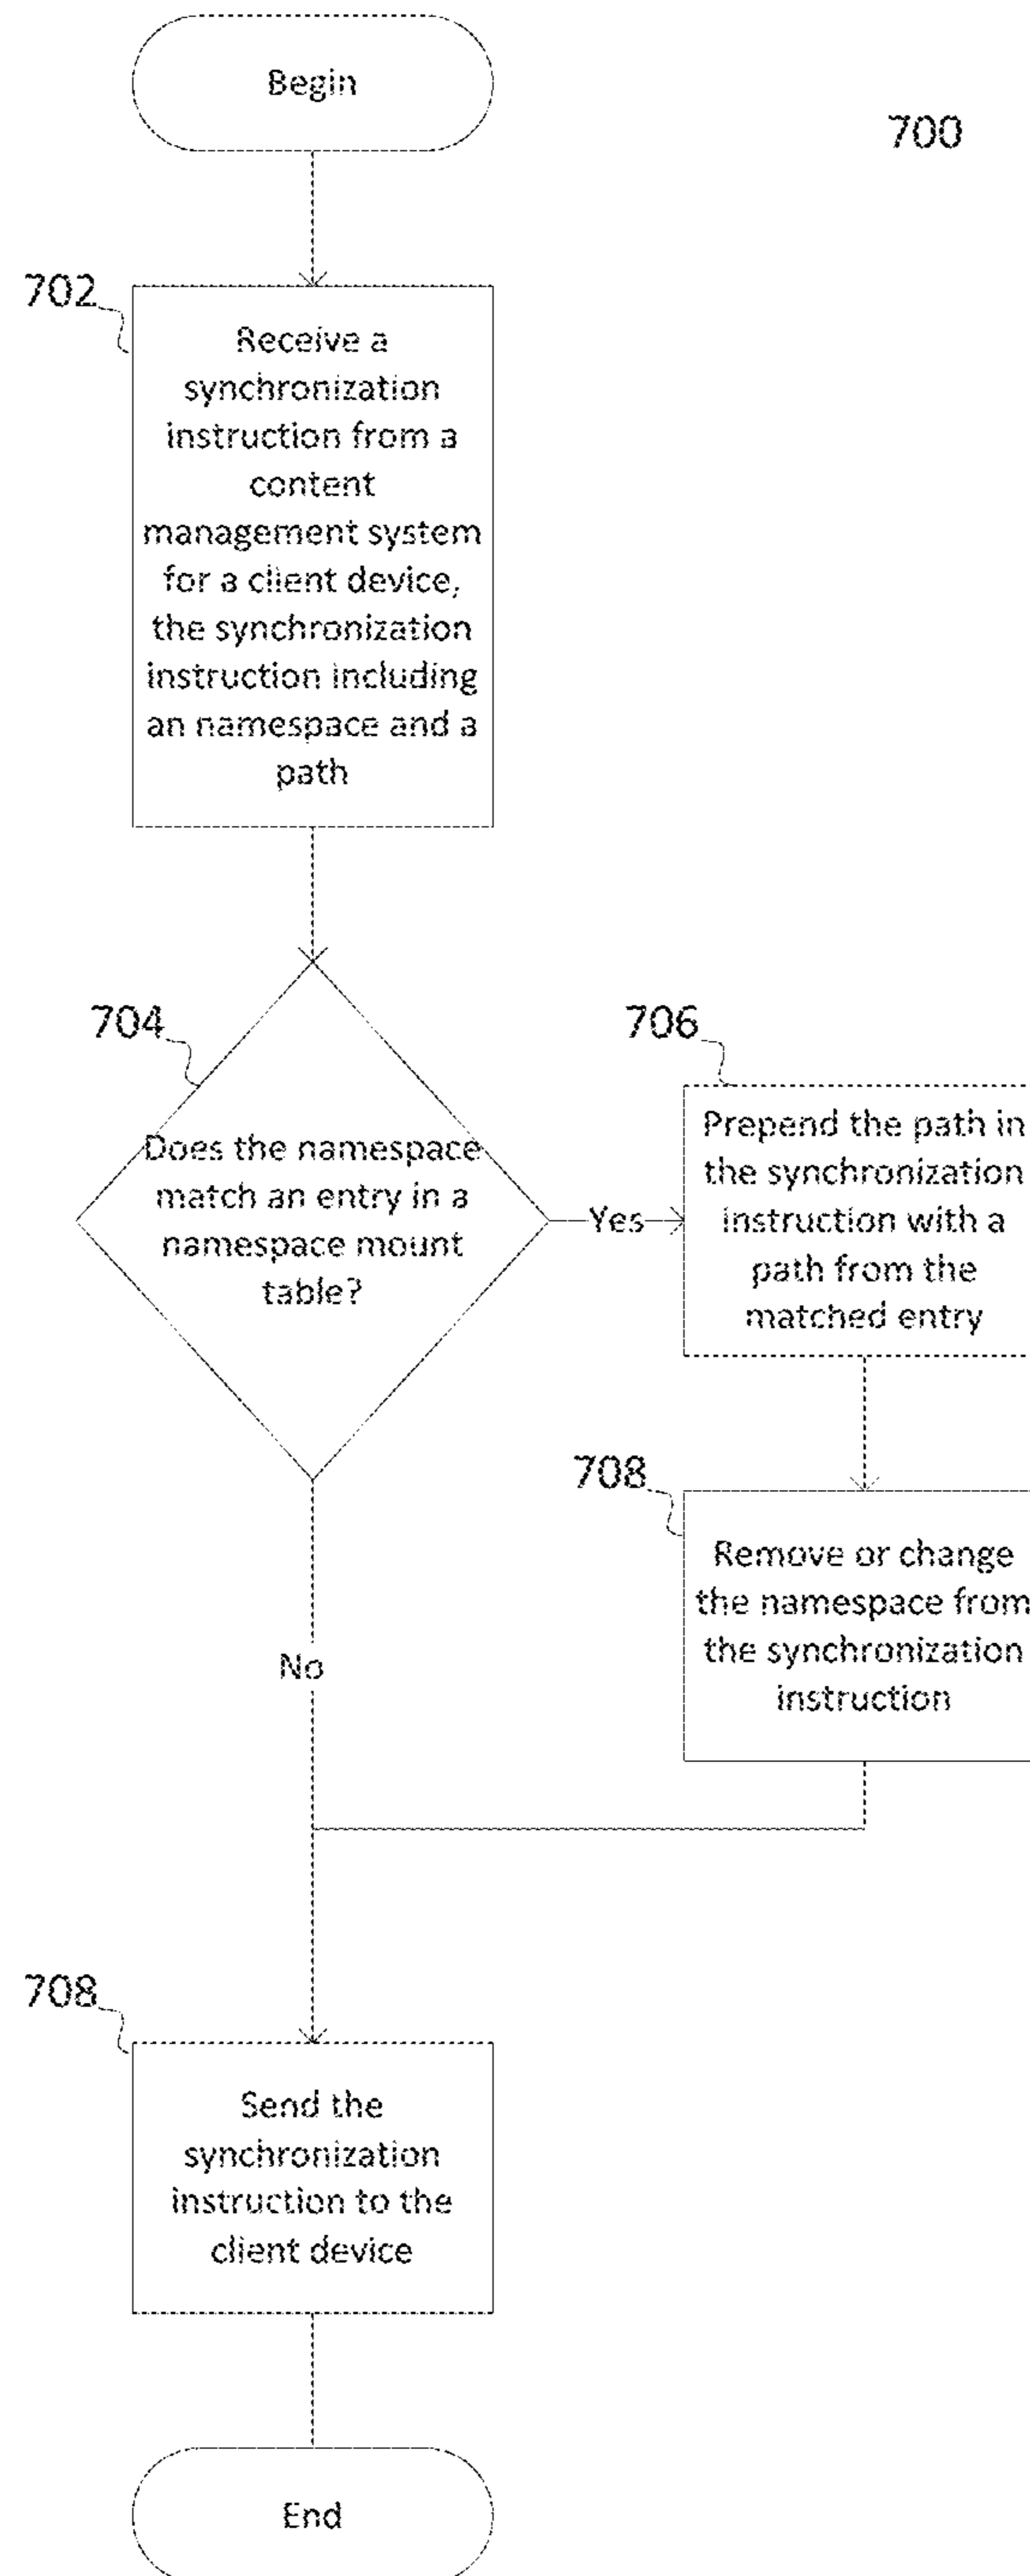 Begin
700
702
Receive a
synchronization
instruction from a
content
management system
for a client device,
the synchronization
instruction including
an namespace and a
path
704
Does the namespace
match an entry in a
namespace mount
table?
Yes
706
Prepend the path in
the synchronization
instruction with a
path from the
matched entry
708
Remove or change
the namespace from
the synchronization
instruction
No
708
Send the
synchronization
instruction to the
client device
End